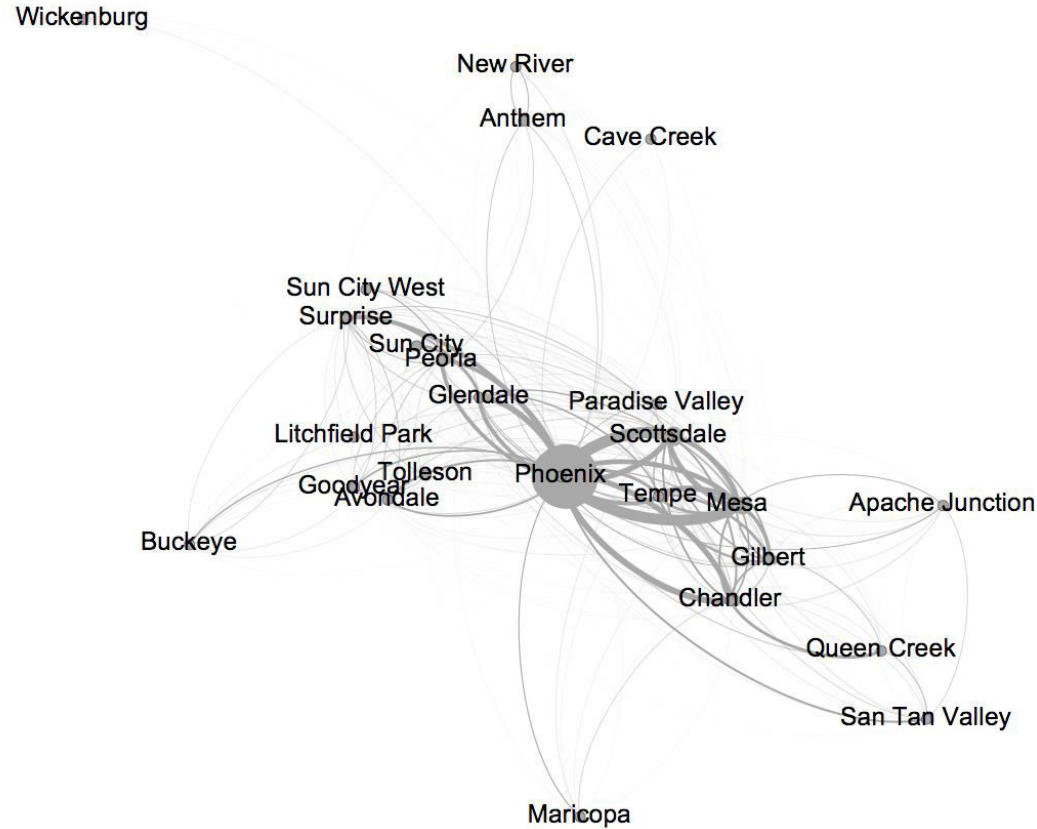 Wickenburg
New River
Anthem
Cave Creek
Sun City West
Surprise
Sun City
Peoria
Glendale
Paradise Valley
Litchfield Park
Scottsdale
Tolleson
Phoenix
Goodyear
Avondale
Tempe
Mesa
Apache Junction
Buckeye
Gilbert
Chandler
Queen Creek
San Tan Valley
Maricopa